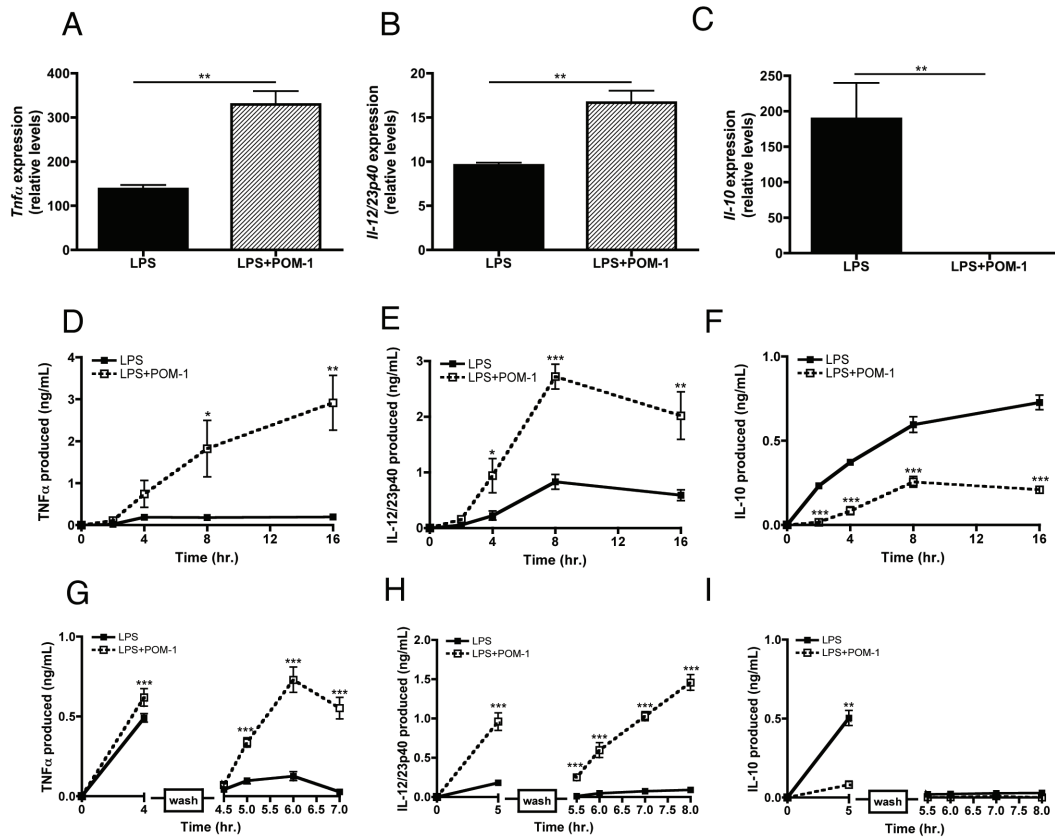 A
Tnfα expression
(relative levels)
400
300
200
100
0
**
LPS
LPS+POM-1
B
Il-12/23p40 expression
(relative levels)
20
15
10
5
0
**
LPS
LPS+POM-1
C
Il-10 expression
(relative levels)
250
200
150
100
50
0
**
LPS
LPS+POM-1
D
LPS
LPS+POM-1
TNFα produced (ng/mL)
4
3
2
1
0
*
**
0
4
8
12
16
Time (hr.)
E
LPS
LPS+POM-1
IL-12/23p40 produced (ng/mL)
3
2
1
0
*
***
**
0
4
8
12
16
Time (hr.)
F
LPS
LPS+POM-1
IL-10 produced (ng/mL)
1.0
0.5
0.0
***
***
***
***
0
4
8
12
16
Time (hr.)
G
LPS
LPS+POM-1
TNFα produced (ng/mL)
1.0
0.5
0.0
***
***
***
***
0
4
wash
4.5
5.0
5.5
6.0
6.5
7.0
Time (hr.)
H
LPS
LPS+POM-1
IL-12/23p40 produced (ng/mL)
2.0
1.5
1.0
0.5
0.0
***
***
***
***
***
0
5
wash
5.5
6.0
6.5
7.0
7.5
8.0
Time (hr.)
I
LPS
LPS+POM-1
IL-10 produced (ng/mL)
1.0
0.5
0.0
**
0
5
wash
5.5
6.0
6.5
7.0
7.5
8.0
Time (hr.)